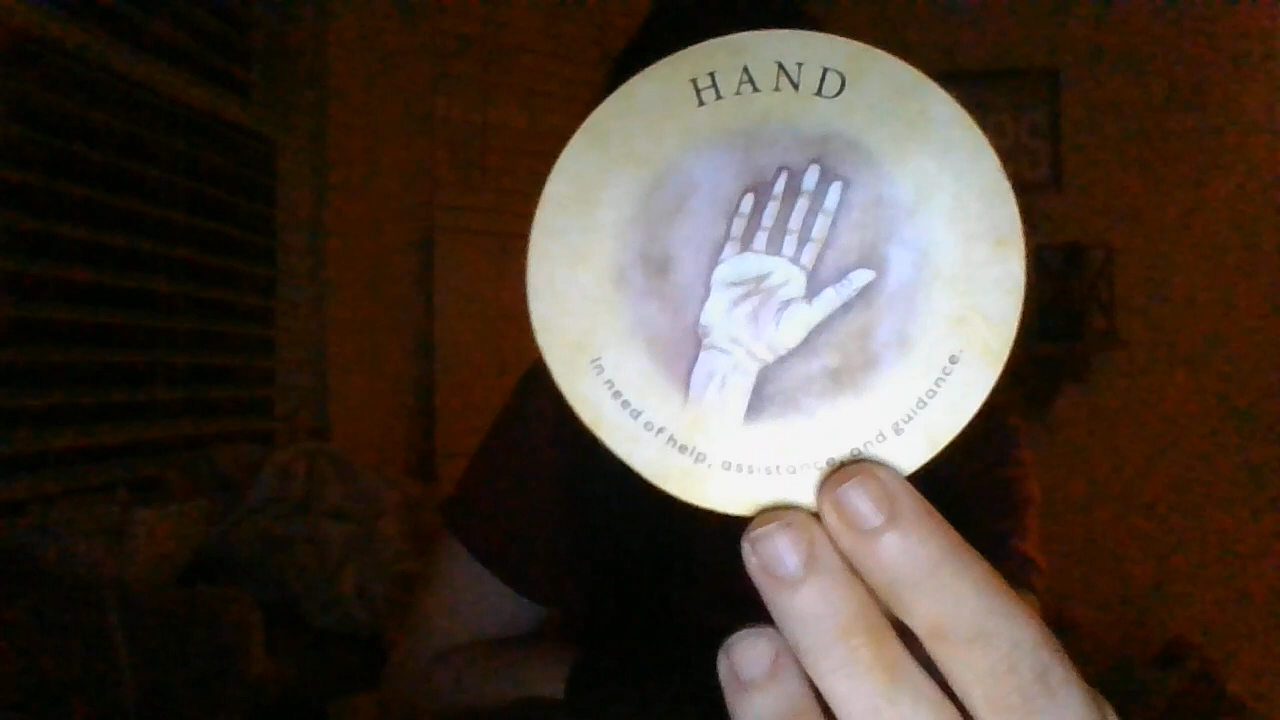 HAND
In need of help, assistance, and guidance.